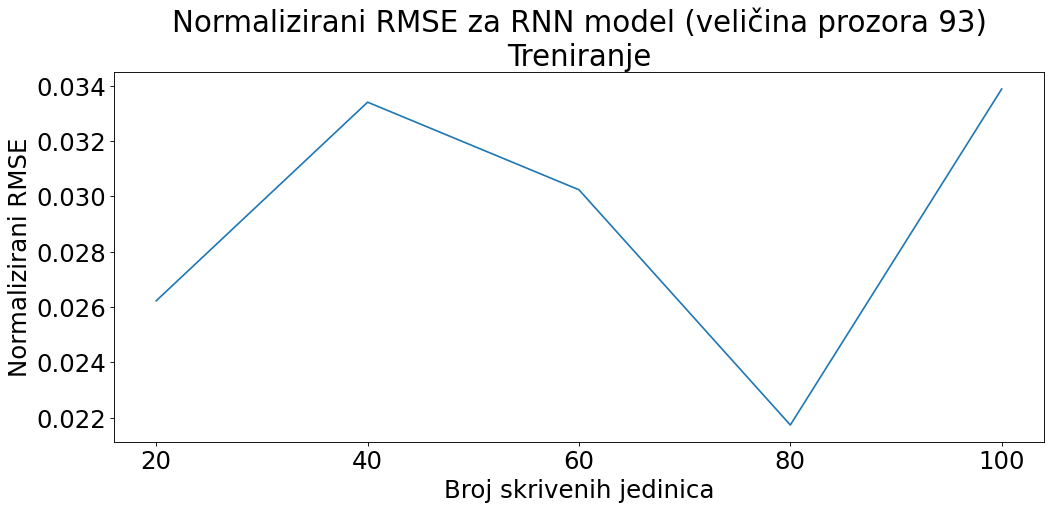 Normalizirani RMSE za RNN model (veličina prozora 93)
Treniranje
Normalizirani RMSE
0.034
0.032
0.030
0.028
0.026
0.024
0.022
20 40 60 80 100
Broj skrivenih jedinica